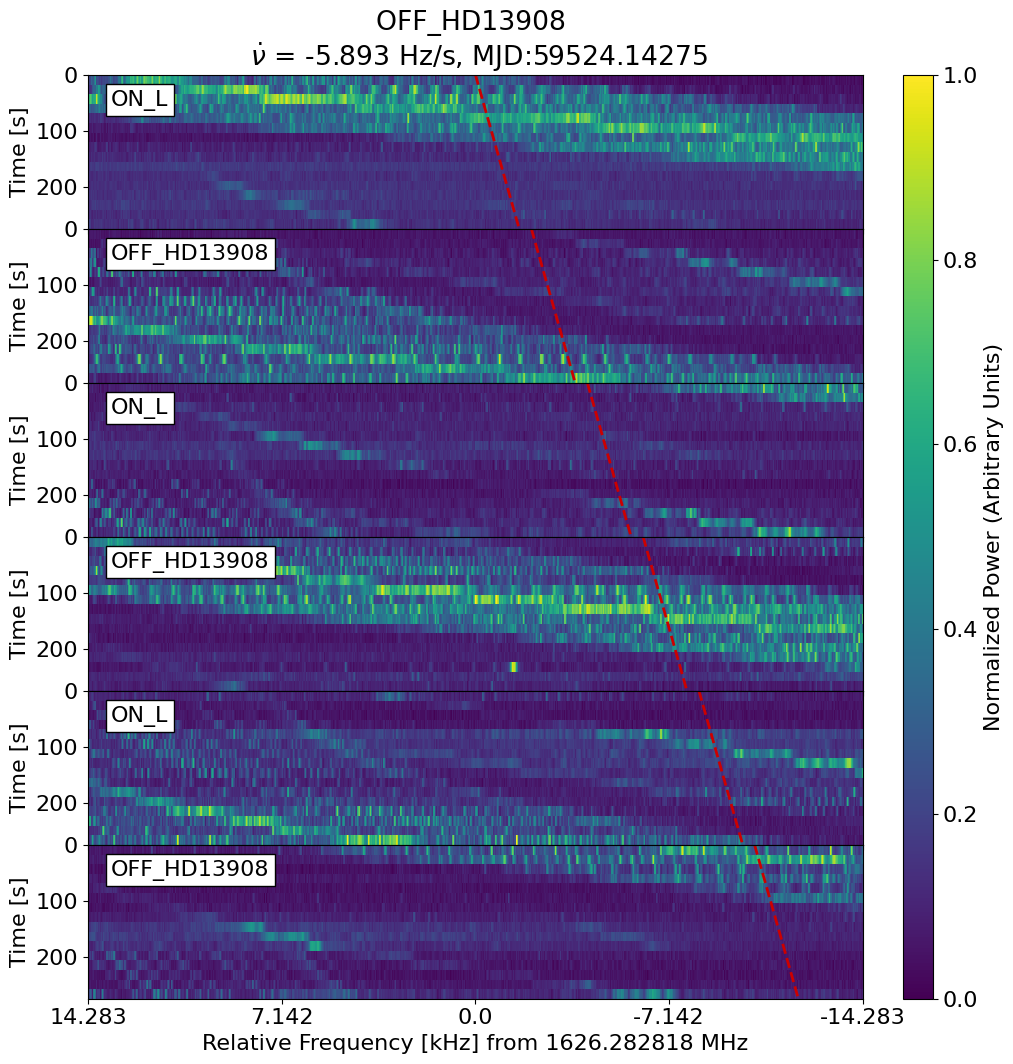 OFF_HD13908
ν̇ = -5.893 Hz/s, MJD:59524.14275
0
ON_L
100
200
Time [s]
0
OFF_HD13908
100
200
Time [s]
0
ON_L
100
200
Time [s]
0
OFF_HD13908
100
200
Time [s]
0
ON_L
100
200
Time [s]
0
OFF_HD13908
100
200
Time [s]
14.283 7.142 0.0 -7.142 -14.283
Relative Frequency [kHz] from 1626.282818 MHz
1.0
0.8
0.6
0.4
0.2
0.0
Normalized Power (Arbitrary Units)